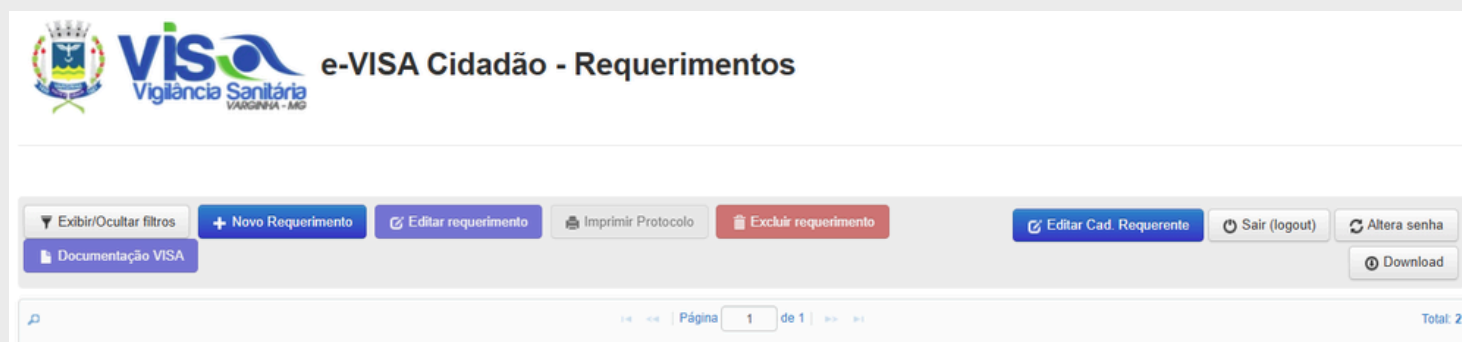 VISA
Vigilância Sanitária
VARGINHA - MG
e-VISA Cidadão - Requerimentos
Exibir/Ocultar filtros
Novo Requerimento
Editar requerimento
Imprimir Protocolo
Excluir requerimento
Editar Cad. Requerente
Sair (logout)
Altera senha
Documentação VISA
Download
Página 1 de 1
Total: 2